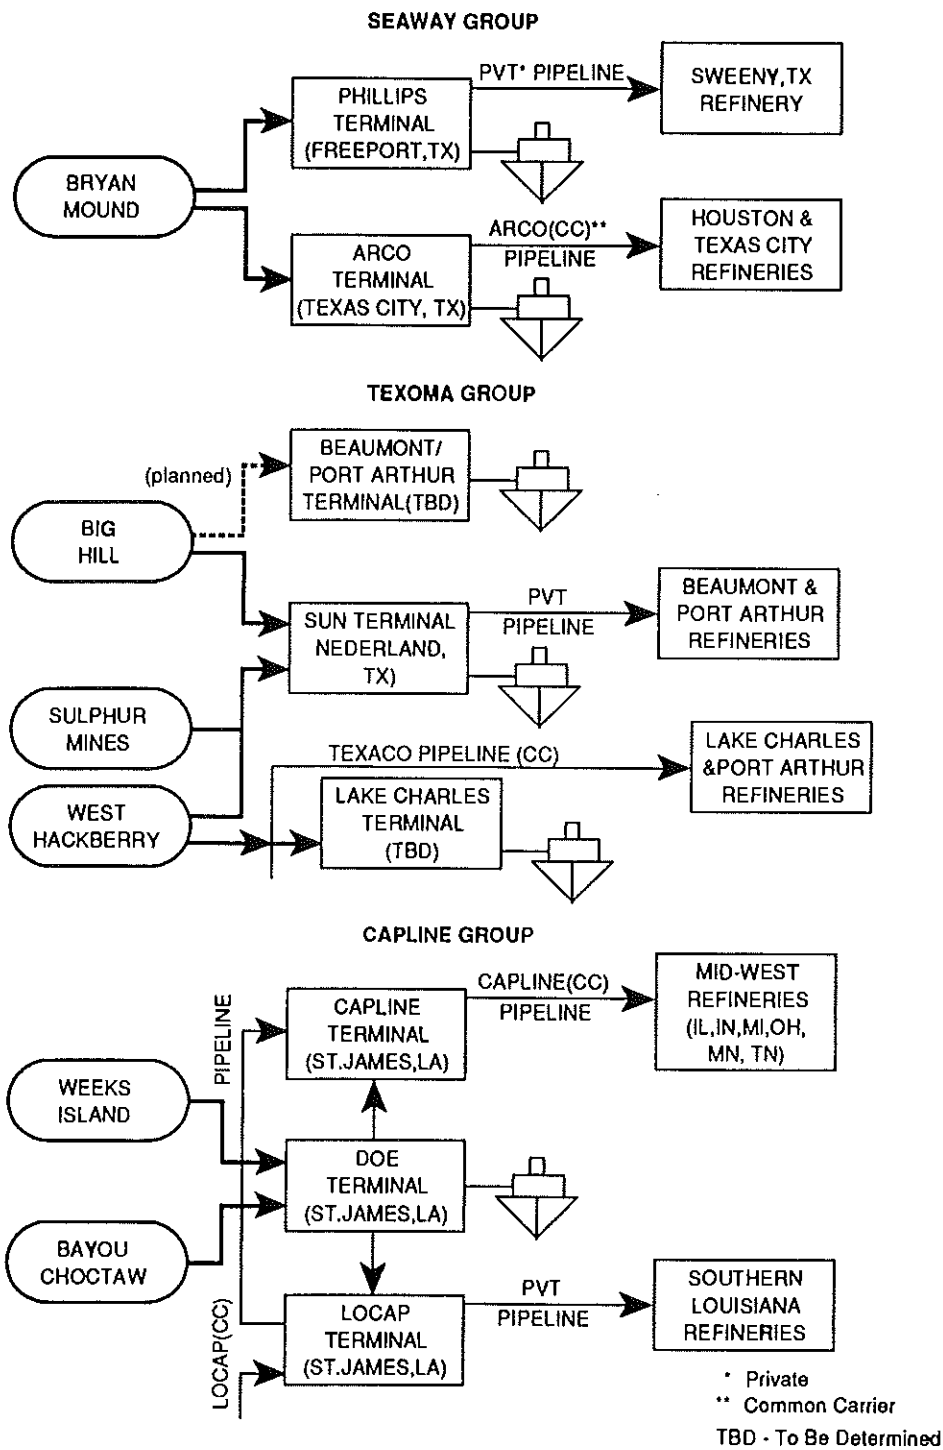 SEAWAY GROUP
PVT* PIPELINE
SWEENY,TX
REFINERY
PHILLIPS
TERMINAL
(FREEPORT,TX)
BRYAN
MOUND
ARCO(CC)**
PIPELINE
HOUSTON &
TEXAS CITY
REFINERIES
ARCO
TERMINAL
(TEXAS CITY, TX)
TEXOMA GROUP
(planned)
BEAUMONT/
PORT ARTHUR
TERMINAL(TBD)
BIG
HILL
SUN TERMINAL
NEDERLAND,
TX)
PVT
PIPELINE
BEAUMONT &
PORT ARTHUR
REFINERIES
SULPHUR
MINES
TEXACO PIPELINE (CC)
LAKE CHARLES
&PORT ARTHUR
REFINERIES
WEST
HACKBERRY
LAKE CHARLES
TERMINAL
(TBD)
CAPLINE GROUP
PIPELINE
CAPLINE
TERMINAL
(ST.JAMES,LA)
CAPLINE(CC)
PIPELINE
MID-WEST
REFINERIES
(IL,IN,MI,OH,
MN, TN)
WEEKS
ISLAND
DOE
TERMINAL
(ST.JAMES,LA)
BAYOU
CHOCTAW
LOCAP(CC)
LOCAP
TERMINAL
(ST.JAMES,LA)
PVT
PIPELINE
SOUTHERN
LOUISIANA
REFINERIES
* Private
** Common Carrier
TBD - To Be Determined